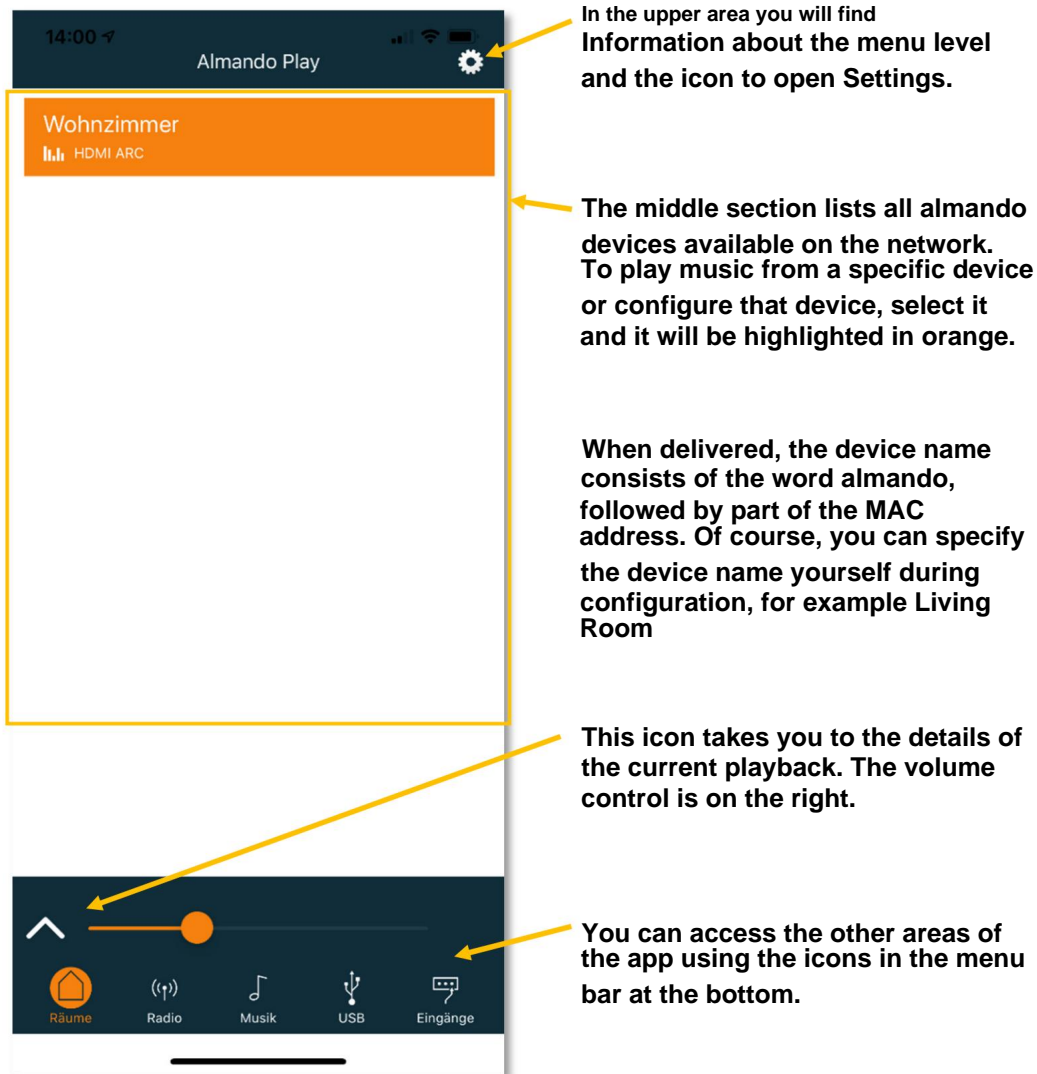 14:00
Almando Play
Wohnzimmer
HDMI ARC
In the upper area you will find
Information about the menu level
and the icon to open Settings.
The middle section lists all almando
devices available on the network.
To play music from a specific device
or configure that device, select it
and it will be highlighted in orange.
When delivered, the device name
consists of the word almando,
followed by part of the MAC
address. Of course, you can specify
the device name yourself during
configuration, for example Living
Room
This icon takes you to the details of
the current playback. The volume
control is on the right.
You can access the other areas of
the app using the icons in the menu
bar at the bottom.
Räume Radio Musik USB Eingänge